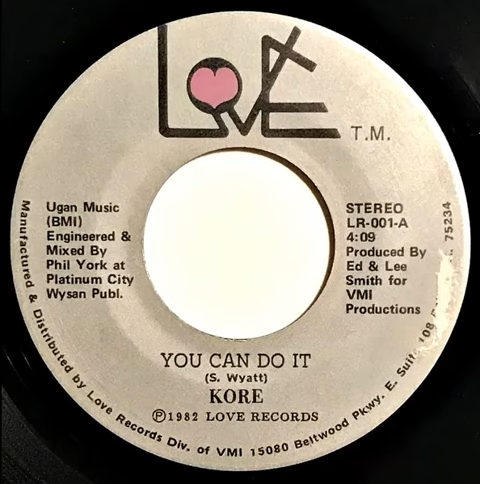 LOVE
T.M.
Ugan Music
(BMI)
Engineered &
Mixed By
Phil York at
Platinum City
Wysan Publ.
STEREO
LR-001-A
4:09
Produced By
Ed & Lee
Smith for
VMI
Productions
YOU CAN DO IT
(S. Wyatt)
KORE
Ⓟ1982 LOVE RECORDS
Manufactured & Distributed by Love Records Div. of VMI 15080 Beltwood Pkwy. E. Suit. 108 75234